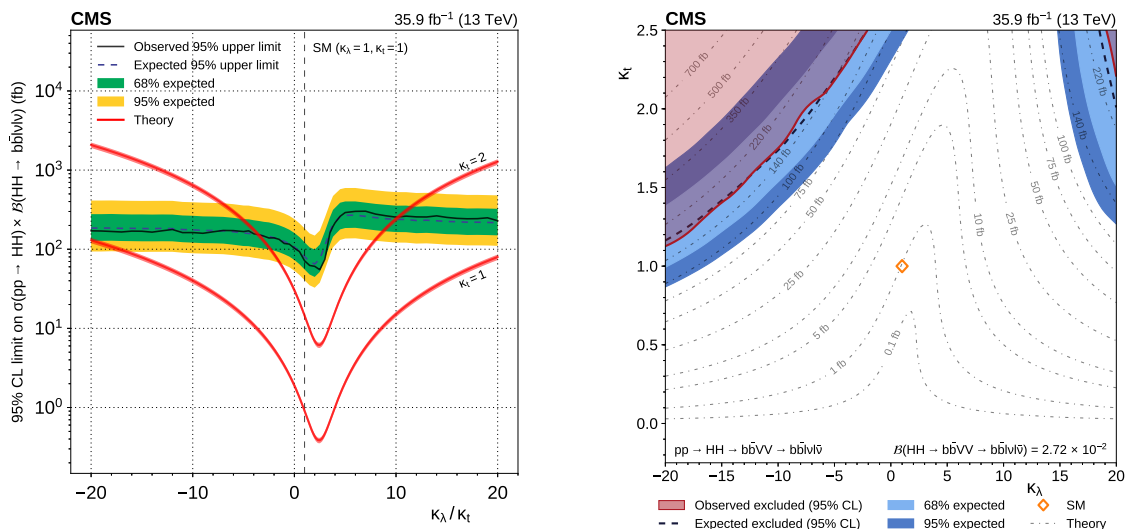 CMS
35.9 fb⁻¹ (13 TeV)
95% CL limit on σ(pp → HH) × ℬ(HH → bb̄lνlν) (fb)
Observed 95% upper limit
Expected 95% upper limit
68% expected
95% expected
Theory
SM (κλ = 1, κt = 1)
κt = 2
κt = 1
10⁴
10³
10²
10¹
10⁰
−20 −10 0 10 20
κλ / κt
CMS
35.9 fb⁻¹ (13 TeV)
κt
2.5
2.0
1.5
1.0
0.5
0.0
700 fb
500 fb
350 fb
220 fb
140 fb
100 fb
75 fb
50 fb
25 fb
5 fb
1 fb
0.1 fb
10 fb
25 fb
50 fb
75 fb
100 fb
140 fb
220 fb
pp → HH → bb̄VV → bb̄lνlν̄
ℬ(HH → bb̄VV → bb̄lνlν̄) = 2.72 × 10⁻²
−20 −15 −10 −5 0 5 10 15 20
κλ
Observed excluded (95% CL)
68% expected
SM
Expected excluded (95% CL)
95% expected
Theory